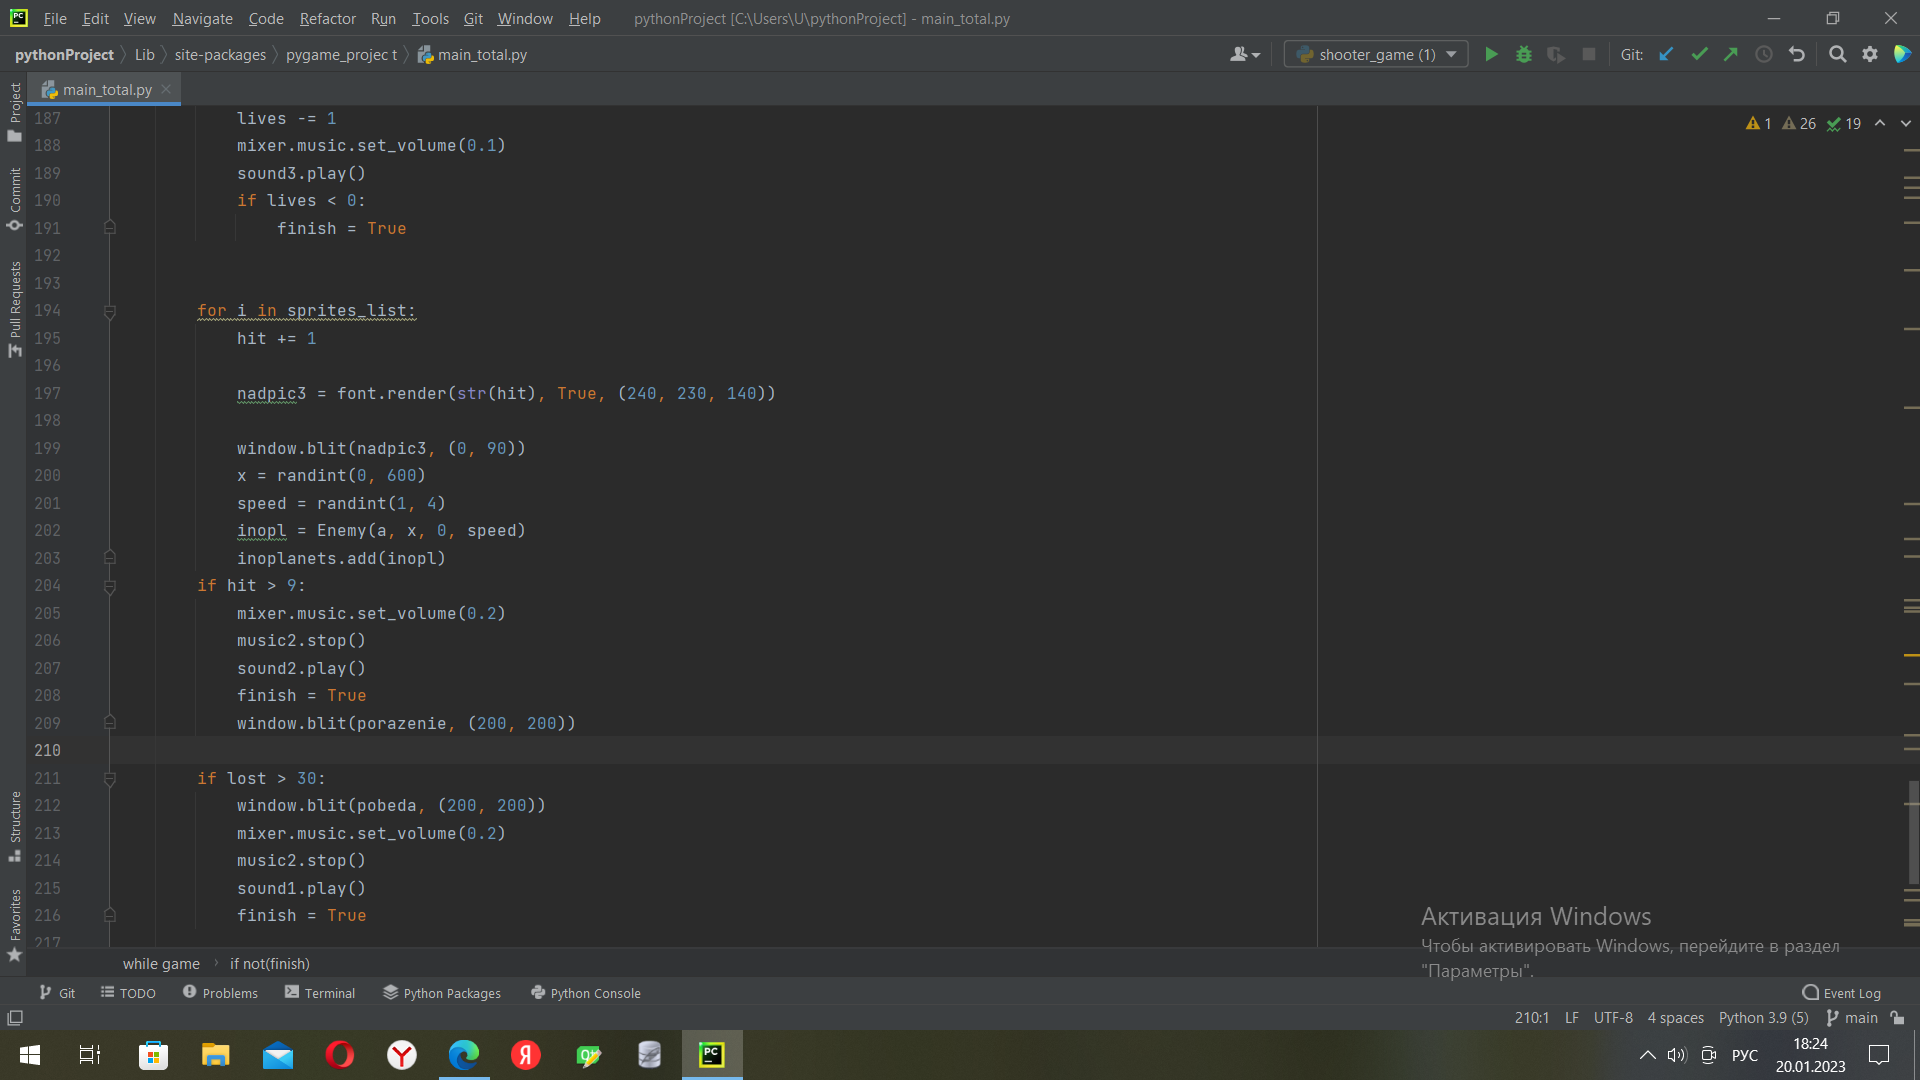 PC File Edit View Navigate Code Refactor Run Tools Git Window Help pythonProject [C:\Users\U\pythonProject] - main_total.py
pythonProject Lib site-packages pygame_projec t main_total.py shooter_game (1) Git:
main_total.py
Project
Commit
Pull Requests
Structure
Favorites
1 26 19
187 lives -= 1
188 mixer.music.set_volume(0.1)
189 sound3.play()
190 if lives < 0:
191 finish = True
192
193
194 for i in sprites_list:
195 hit += 1
196
197 nadpic3 = font.render(str(hit), True, (240, 230, 140))
198
199 window.blit(nadpic3, (0, 90))
200 x = randint(0, 600)
201 speed = randint(1, 4)
202 inopl = Enemy(a, x, 0, speed)
203 inoplanets.add(inopl)
204 if hit > 9:
205 mixer.music.set_volume(0.2)
206 music2.stop()
207 sound2.play()
208 finish = True
209 window.blit(porazenie, (200, 200))
210
211 if lost > 30:
212 window.blit(pobeda, (200, 200))
213 mixer.music.set_volume(0.2)
214 music2.stop()
215 sound1.play()
216 finish = True
217
Активация Windows
Чтобы активировать Windows, перейдите в раздел
"Параметры".
while game if not(finish)
Git TODO Problems Terminal Python Packages Python Console Event Log
210:1 LF UTF-8 4 spaces Python 3.9 (5) main
Я PC РУС 18:24
20.01.2023